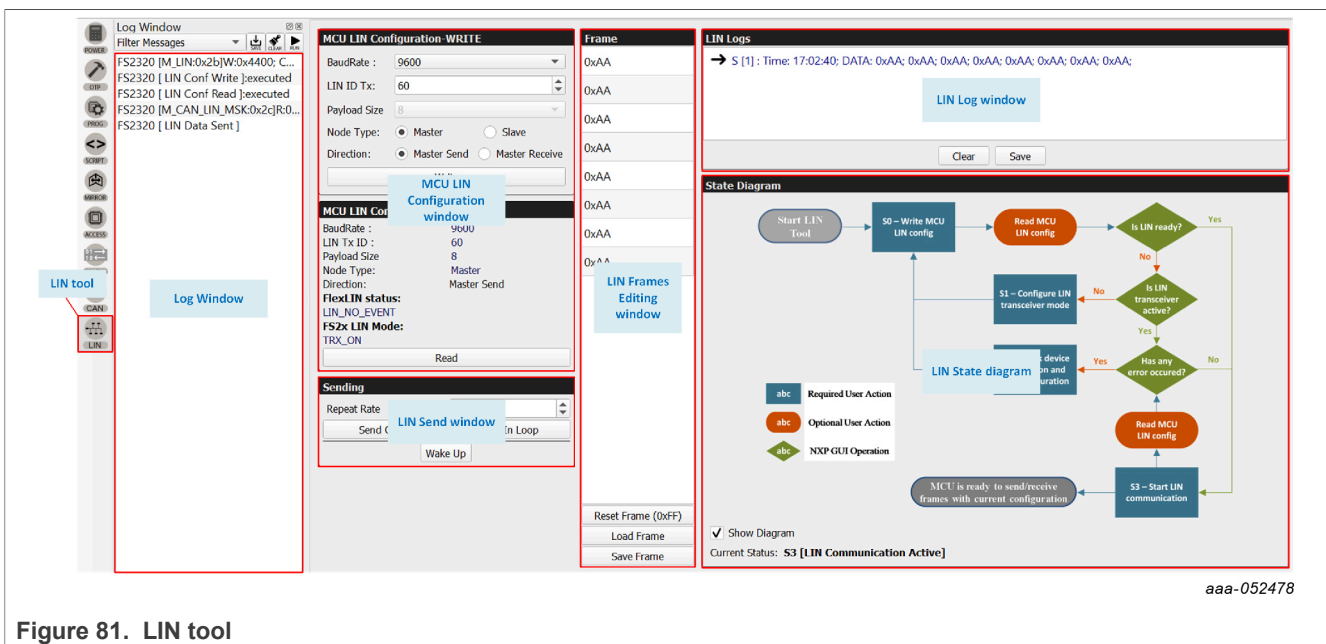 Log Window
Filter Messages
SAVE
CLEAR
RUN
POWER
OTP
PROG
SCRIPT
MIRROR
ACCESS
CAN
LIN
LIN tool
FS2320 [M_LIN:0x2b]W:0x4400; C...
FS2320 [ LIN Conf Write ]:executed
FS2320 [ LIN Conf Read ]:executed
FS2320 [M_CAN_LIN_MSK:0x2c]R:0...
FS2320 [ LIN Data Sent ]
Log Window
MCU LIN Configuration-WRITE
BaudRate : 9600
LIN ID Tx: 60
Payload Size 8
Node Type: Master Slave
Direction: Master Send Master Receive
MCU LIN Configuration window
MCU LIN Co
BaudRate : 9600
LIN Tx ID : 60
Payload Size 8
Node Type: Master
Direction: Master Send
FlexLIN status:
LIN_NO_EVENT
FS2x LIN Mode:
TRX_ON
Read
Sending
Repeat Rate
Send
In Loop
LIN Send window
Wake Up
Frame
0xAA
0xAA
0xAA
0xAA
0xAA
0xAA
0xAA
0xAA
LIN Frames
Editing
window
Reset Frame (0xFF)
Load Frame
Save Frame
LIN Logs
S [1] : Time: 17:02:40; DATA: 0xAA; 0xAA; 0xAA; 0xAA; 0xAA; 0xAA; 0xAA; 0xAA;
LIN Log window
Clear Save
State Diagram
Start LIN
Tool
S0 – Write MCU
LIN config
Read MCU
LIN config
Is LIN ready?
Yes
No
S1 – Configure LIN
transceiver mode
No
Is LIN
transceiver
active?
Yes
device
on and
uration
LIN State diagram
Yes
Has any
error occured?
No
abc Required User Action
abc Optional User Action
abc NXP GUI Operation
Read MCU
LIN config
MCU is ready to send/receive
frames with current configuration
S3 – Start LIN
communication
Show Diagram
Current Status: S3 [LIN Communication Active]
aaa-052478
Figure 81. LIN tool